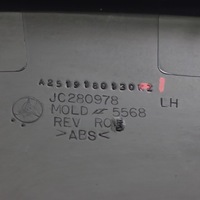 A2519180130
JC280978 LH
MOLD # 5568
REV
>ABS<